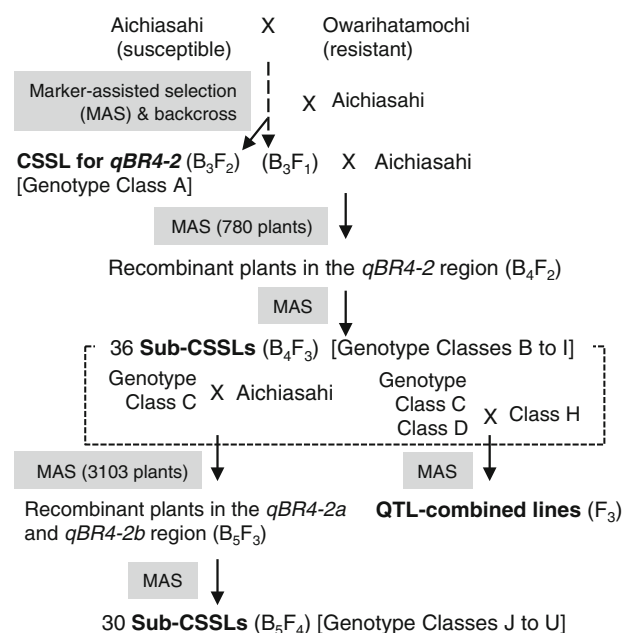 Aichiasahi X Owarihatamochi
(susceptible) (resistant)
Marker-assisted selection
(MAS) & backcross
X Aichiasahi
CSSL for qBR4-2 (B3F2) (B3F1) X Aichiasahi
[Genotype Class A]
MAS (780 plants)
Recombinant plants in the qBR4-2 region (B4F2)
MAS
36 Sub-CSSLs (B4F3) [Genotype Classes B to I]
Genotype
Class C X Aichiasahi
Genotype
Class C
Class D X Class H
MAS (3103 plants)
MAS
Recombinant plants in the qBR4-2a
and qBR4-2b region (B5F3)
QTL-combined lines (F3)
MAS
30 Sub-CSSLs (B5F4) [Genotype Classes J to U]